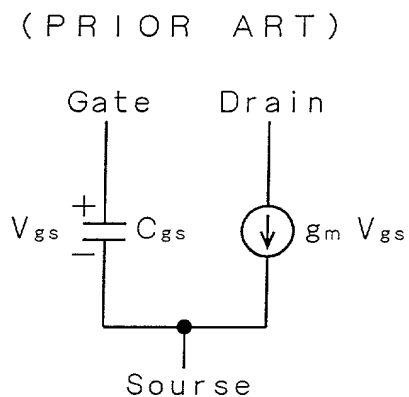 (PRIOR ART)
Gate Drain
+
Vgs Cgs gm Vgs
−
Sourse